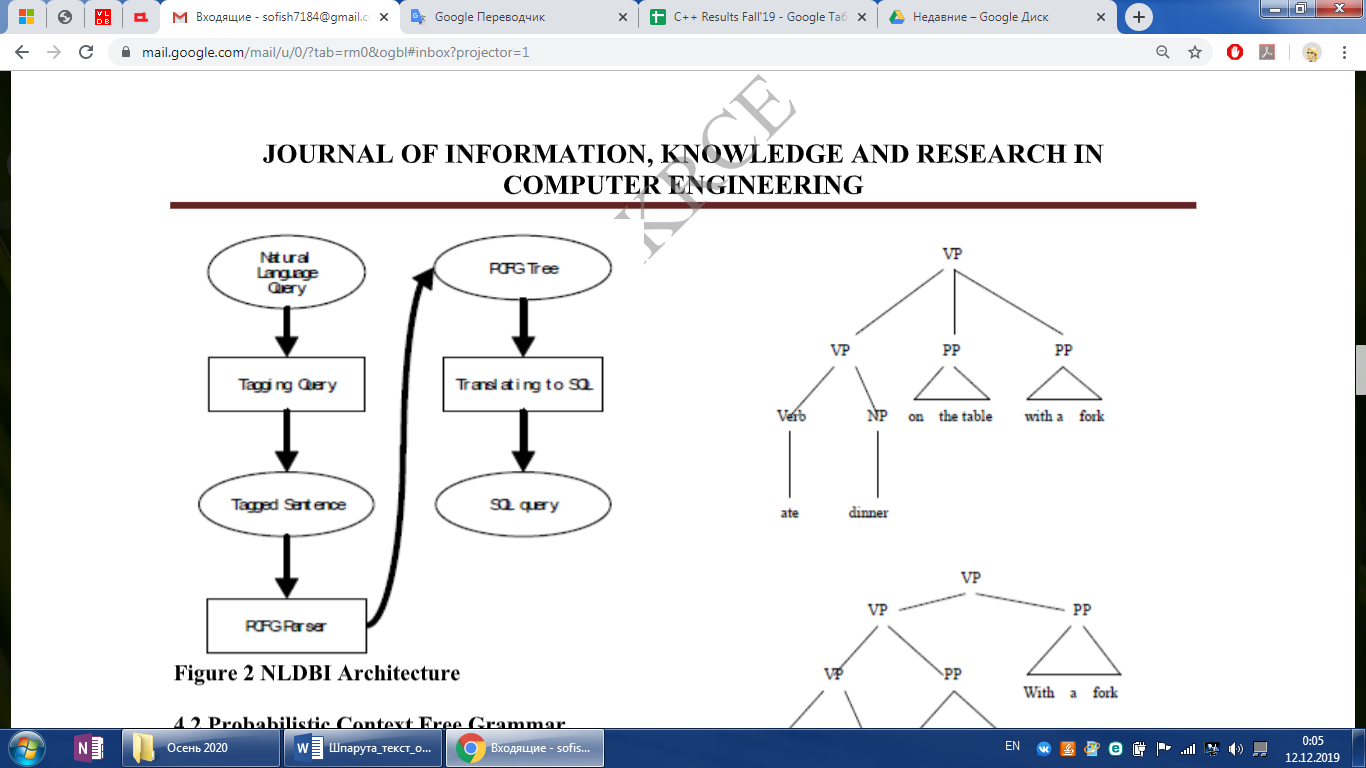 Входящие - sofish7184@gmail.c
Google Переводчик
C++ Results Fall'19 - Google Таб
Недавние – Google Диск
mail.google.com/mail/u/0/?tab=rm0&ogbl#inbox?projector=1
JOURNAL OF INFORMATION, KNOWLEDGE AND RESEARCH IN
COMPUTER ENGINEERING
Natural
Language
Query
Tagging Query
Tagged Sentence
PCFG Parser
PCFG Tree
Translating to SQL
SQL query
Figure 2 NLDBI Architecture
4.2 Probabilistic Context Free Grammar
VP
VP PP PP
Verb NP on the table with a fork
ate dinner
VP
VP PP
VP PP With a fork
Осень 2020
Шпарута_текст_о...
Входящие - sofis...
EN
0:05
12.12.2019